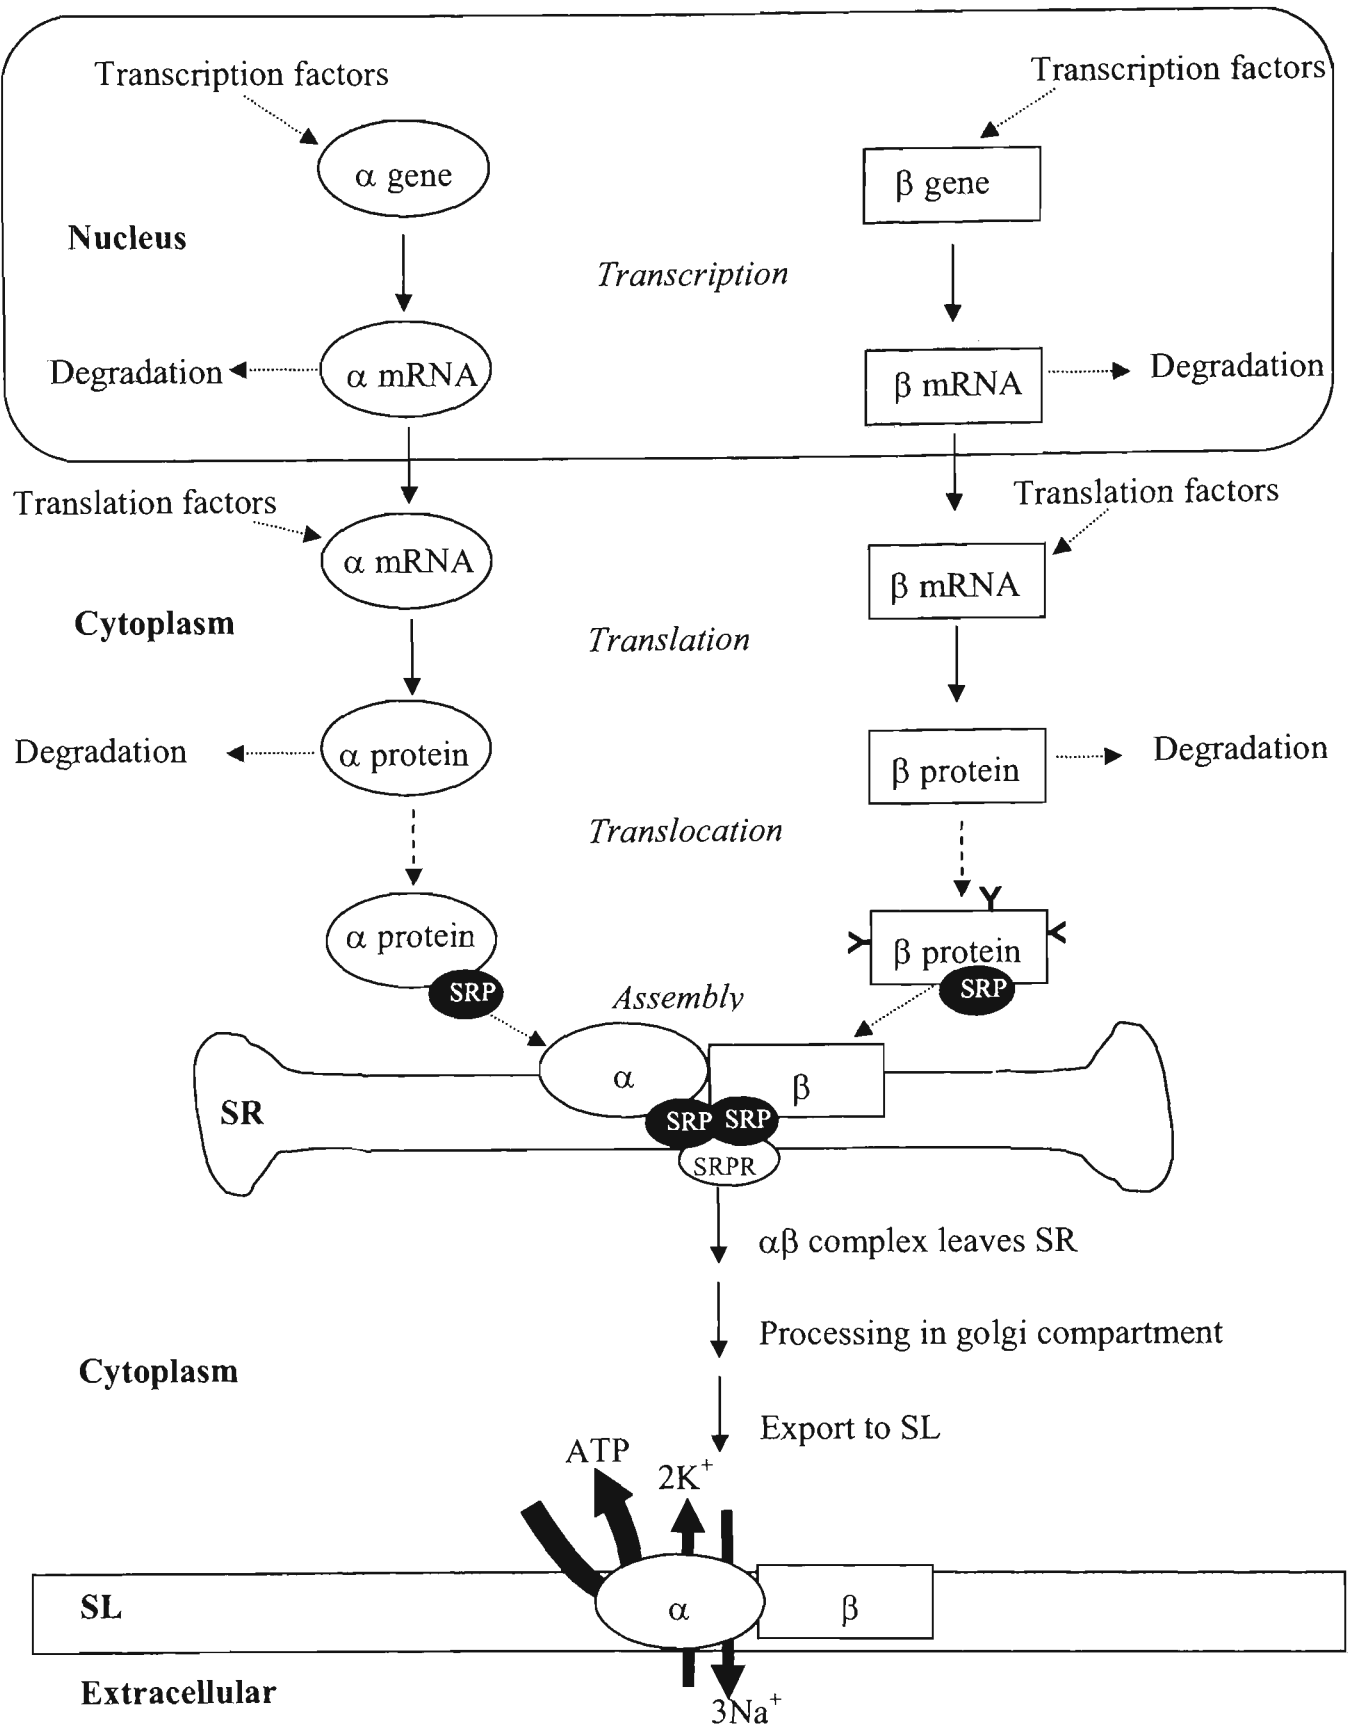 Transcription factors
Transcription factors
α gene
β gene
Nucleus
Transcription
Degradation
α mRNA
β mRNA
Degradation
Translation factors
Translation factors
α mRNA
β mRNA
Cytoplasm
Translation
Degradation
α protein
β protein
Degradation
Translocation
Y
Y
Y
α protein
β protein
SRP
SRP
Assembly
α
β
SR
SRP
SRP
SRPR
αβ complex leaves SR
Processing in golgi compartment
Cytoplasm
Export to SL
ATP
2K⁺
SL
α
β
Extracellular
3Na⁺